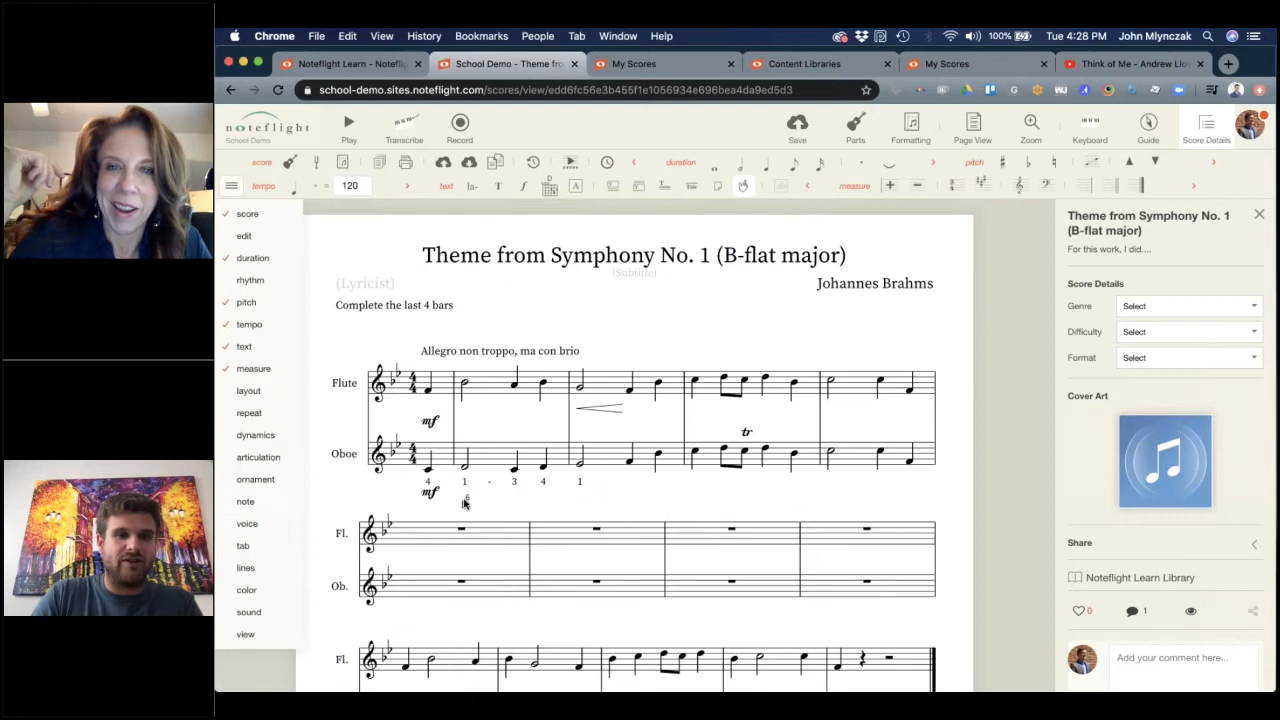 Chrome File Edit View History Bookmarks People Tab Window Help 100% Tue 4:28 PM John Mlynczak
Noteflight Learn - Noteflig School Demo - Theme fro My Scores Content Libraries My Scores Think of Me - Andrew Llo
school-demo.sites.noteflight.com/scores/view/edd6fc56e3b455f1e1056934e696bea4da9ed5d3
noteflight
School Demo
Play Transcribe Record Save Parts Formatting Page View Zoom Keyboard Guide Score Details
score duration pitch
tempo = 120 text la- T measure
score
edit
duration
rhythm
pitch
tempo
text
measure
layout
repeat
dynamics
articulation
ornament
note
voice
tab
lines
color
sound
view
Theme from Symphony No. 1 (B-flat major)
(Subtitle)
(Lyricist)
Johannes Brahms
Complete the last 4 bars
Allegro non troppo, ma con brio
Flute
mf
tr
Oboe
4 1 - 3 4 1
mf 6
Fl.
Ob.
Fl.
Theme from Symphony No. 1
(B-flat major)
For this work, I did....
Score Details
Genre Select
Difficulty Select
Format Select
Cover Art
Share
Noteflight Learn Library
0 1
Add your comment here...